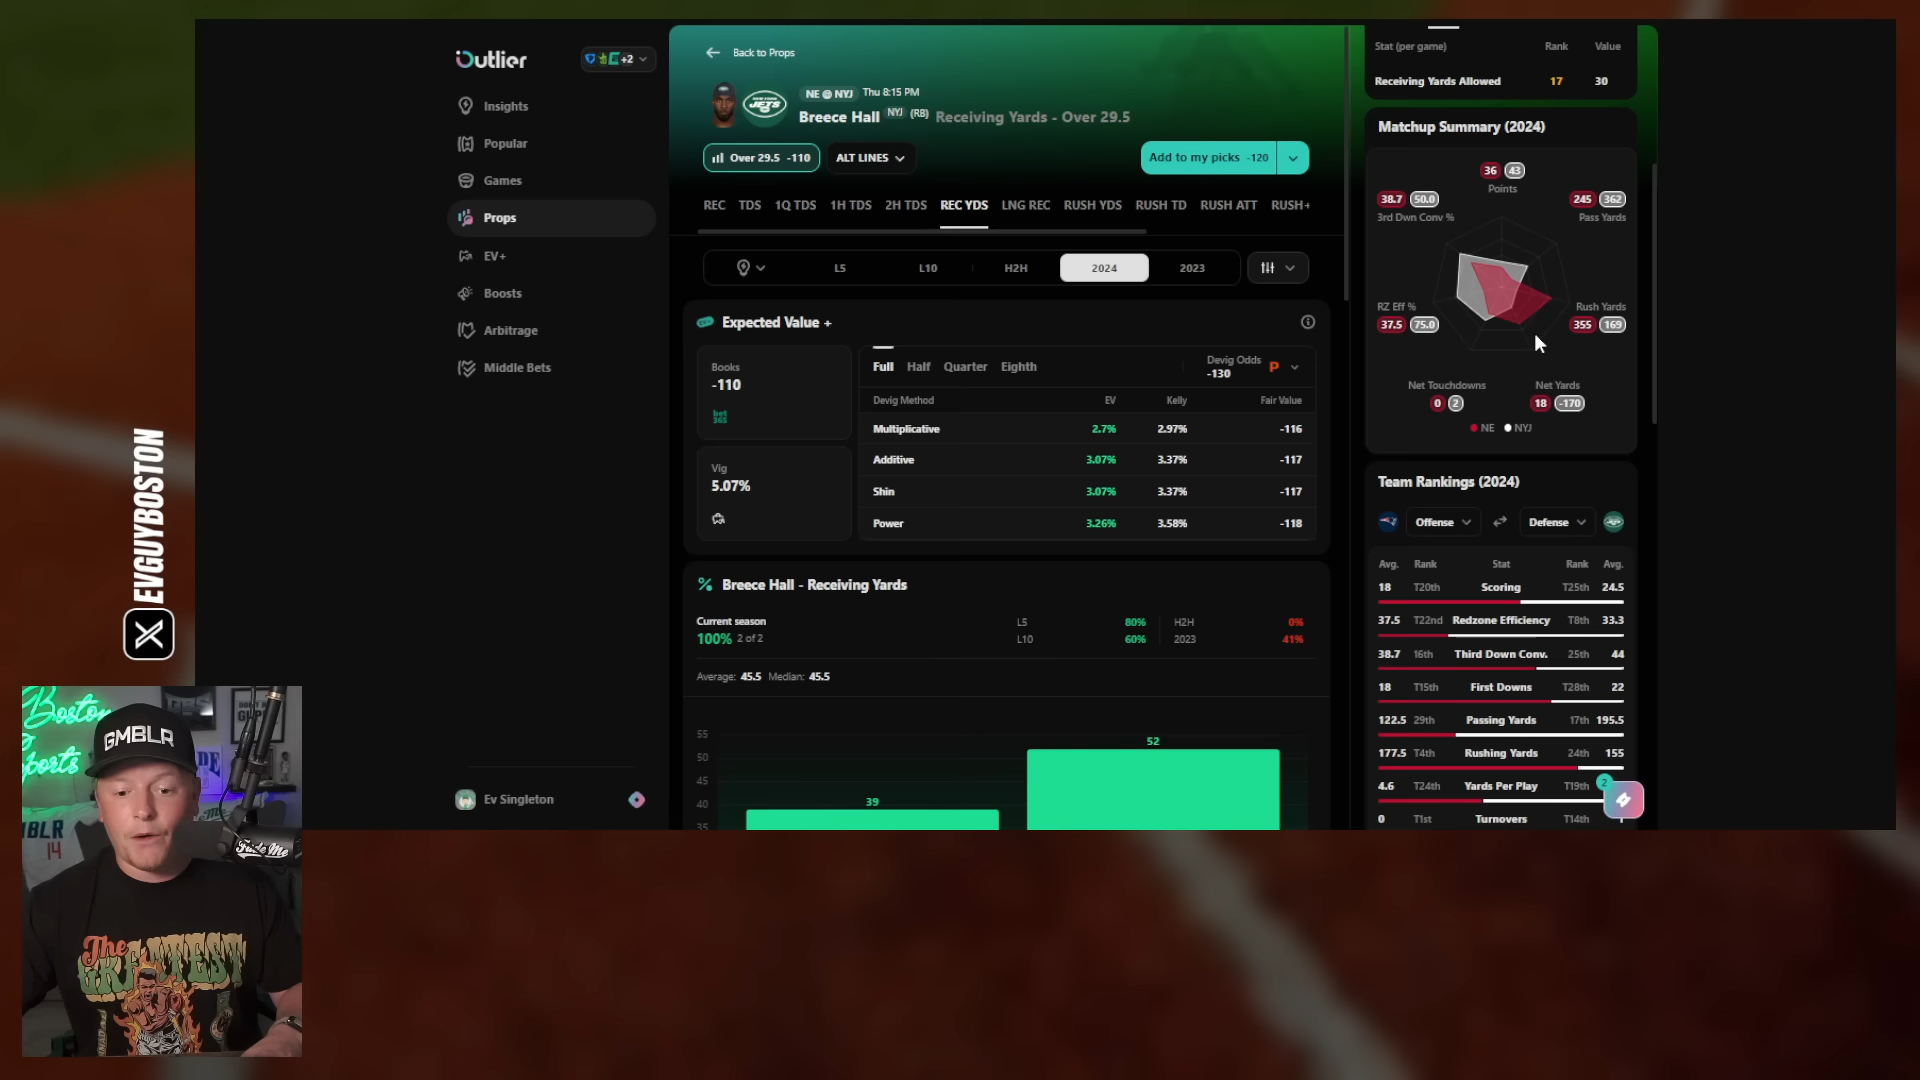 Outlier
+2
Insights
Popular
Games
Props
EV+
Boosts
Arbitrage
Middle Bets
Ev Singleton
Back to Props
NE @ NYJ Thu 8:15 PM
Breece Hall NYJ (RB) Receiving Yards - Over 29.5
Over 29.5 -110
ALT LINES
Add to my picks -120
REC TDS 1Q TDS 1H TDS 2H TDS REC YDS LNG REC RUSH YDS RUSH TD RUSH ATT RUSH+
L5 L10 H2H 2024 2023
Expected Value +
Books
-110
bet365
Vig
5.07%
Full Half Quarter Eighth
Devig Odds
-130
P
Devig Method EV Kelly Fair Value
Multiplicative 2.7% 2.97% -116
Additive 3.07% 3.37% -117
Shin 3.07% 3.37% -117
Power 3.26% 3.58% -118
Breece Hall - Receiving Yards
Current season
100% 2 of 2
L5 80% H2H 0%
L10 60% 2023 41%
Average: 45.5 Median: 45.5
55
50
45
40
35
39
52
Stat (per game) Rank Value
Receiving Yards Allowed 17 30
Matchup Summary (2024)
36 43
Points
38.7 50.0
3rd Dwn Conv %
245 362
Pass Yards
RZ Eff %
37.5 75.0
Rush Yards
355 169
Net Touchdowns
0 2
Net Yards
18 -170
NE NYJ
Team Rankings (2024)
Offense Defense
Avg. Rank Stat Rank Avg.
18 T20th Scoring T25th 24.5
37.5 T22nd Redzone Efficiency T8th 33.3
38.7 16th Third Down Conv. 25th 44
18 T15th First Downs T28th 22
122.5 29th Passing Yards 17th 195.5
177.5 T4th Rushing Yards 24th 155
4.6 T24th Yards Per Play T19th
2
0 T1st Turnovers T14th
EVGUYBOSTON
X
Boston
Sports
GMBLR
Fade Me
14
The
GREATEST